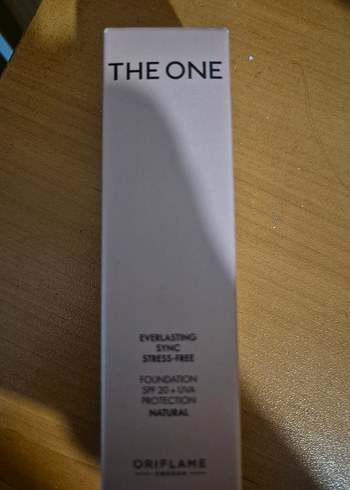 THE ONE
EVERLASTING
SYNC
STRESS-FREE
FOUNDATION
SPF 20 + UVA
PROTECTION
NATURAL
ORIFLAME
SWEDEN